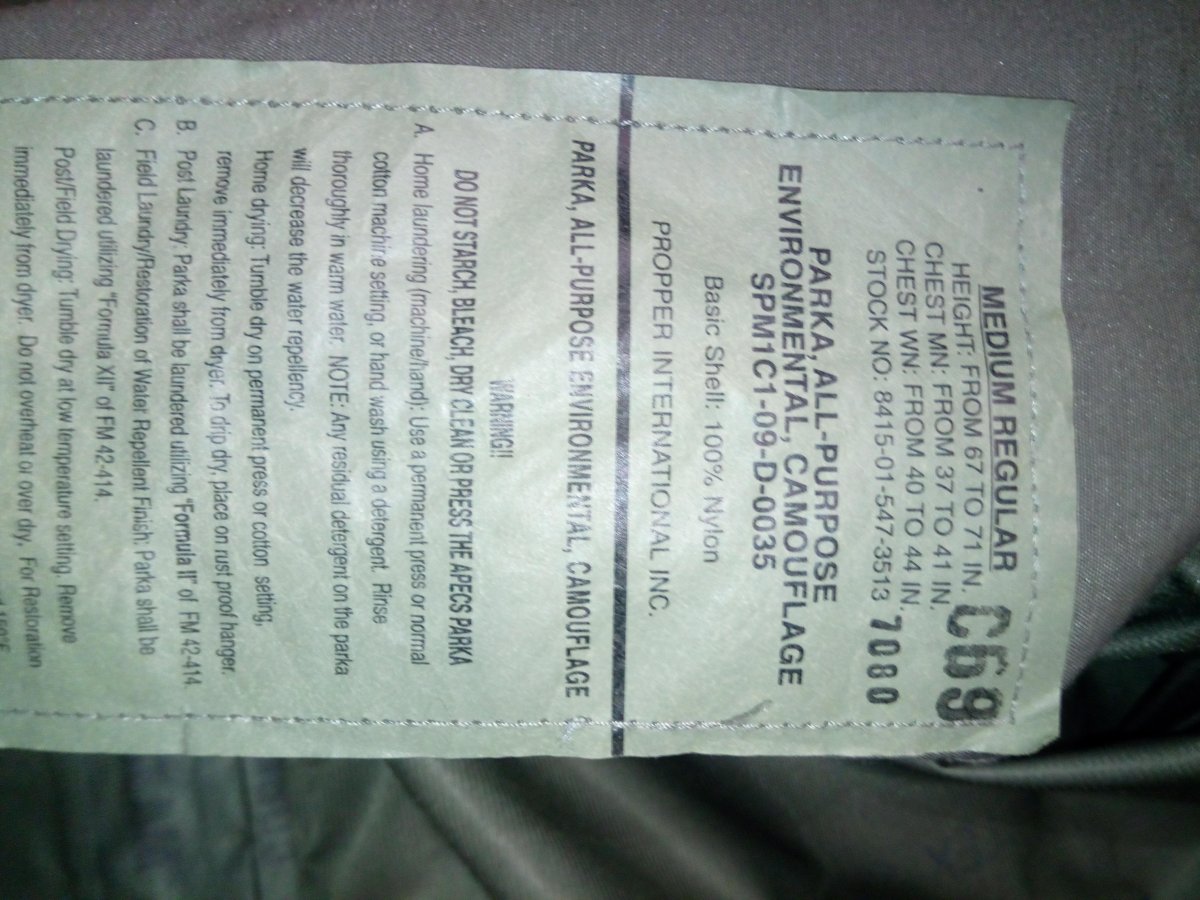 MEDIUM REGULAR
HEIGHT: FROM 67 TO 71 IN.
CHEST MN: FROM 37 TO 41 IN.
CHEST WN: FROM 40 TO 44 IN.
STOCK NO: 8415-01-547-3513
C69
7080
PARKA, ALL-PURPOSE
ENVIRONMENTAL, CAMOUFLAGE
SPM1C1-09-D-0035
Basic Shell: 100% Nylon
PROPPER INTERNATIONAL INC.
PARKA, ALL-PURPOSE ENVIRONMENTAL, CAMOUFLAGE
WARNING!!
DO NOT STARCH, BLEACH, DRY CLEAN OR PRESS THE APECS PARKA
A. Home laundering (machine/hand): Use a permanent press or normal
cotton machine setting, or hand wash using a detergent. Rinse
thoroughly in warm water. NOTE: Any residual detergent on the parka
will decrease the water repellency.
Home drying: Tumble dry on permanent press or cotton setting,
remove immediately from dryer. To drip dry, place on rust proof hanger.
B. Post Laundry: Parka shall be laundered utilizing "Formula II" of FM 42-414.
C. Field Laundry/Restoration of Water Repellent Finish: Parka shall be
laundered utilizing "Formula XII" of FM 42-414.
Post/Field Drying: Tumble dry at low temperature setting. Remove
immediately from dryer. Do not overheat or over dry. For Restoration